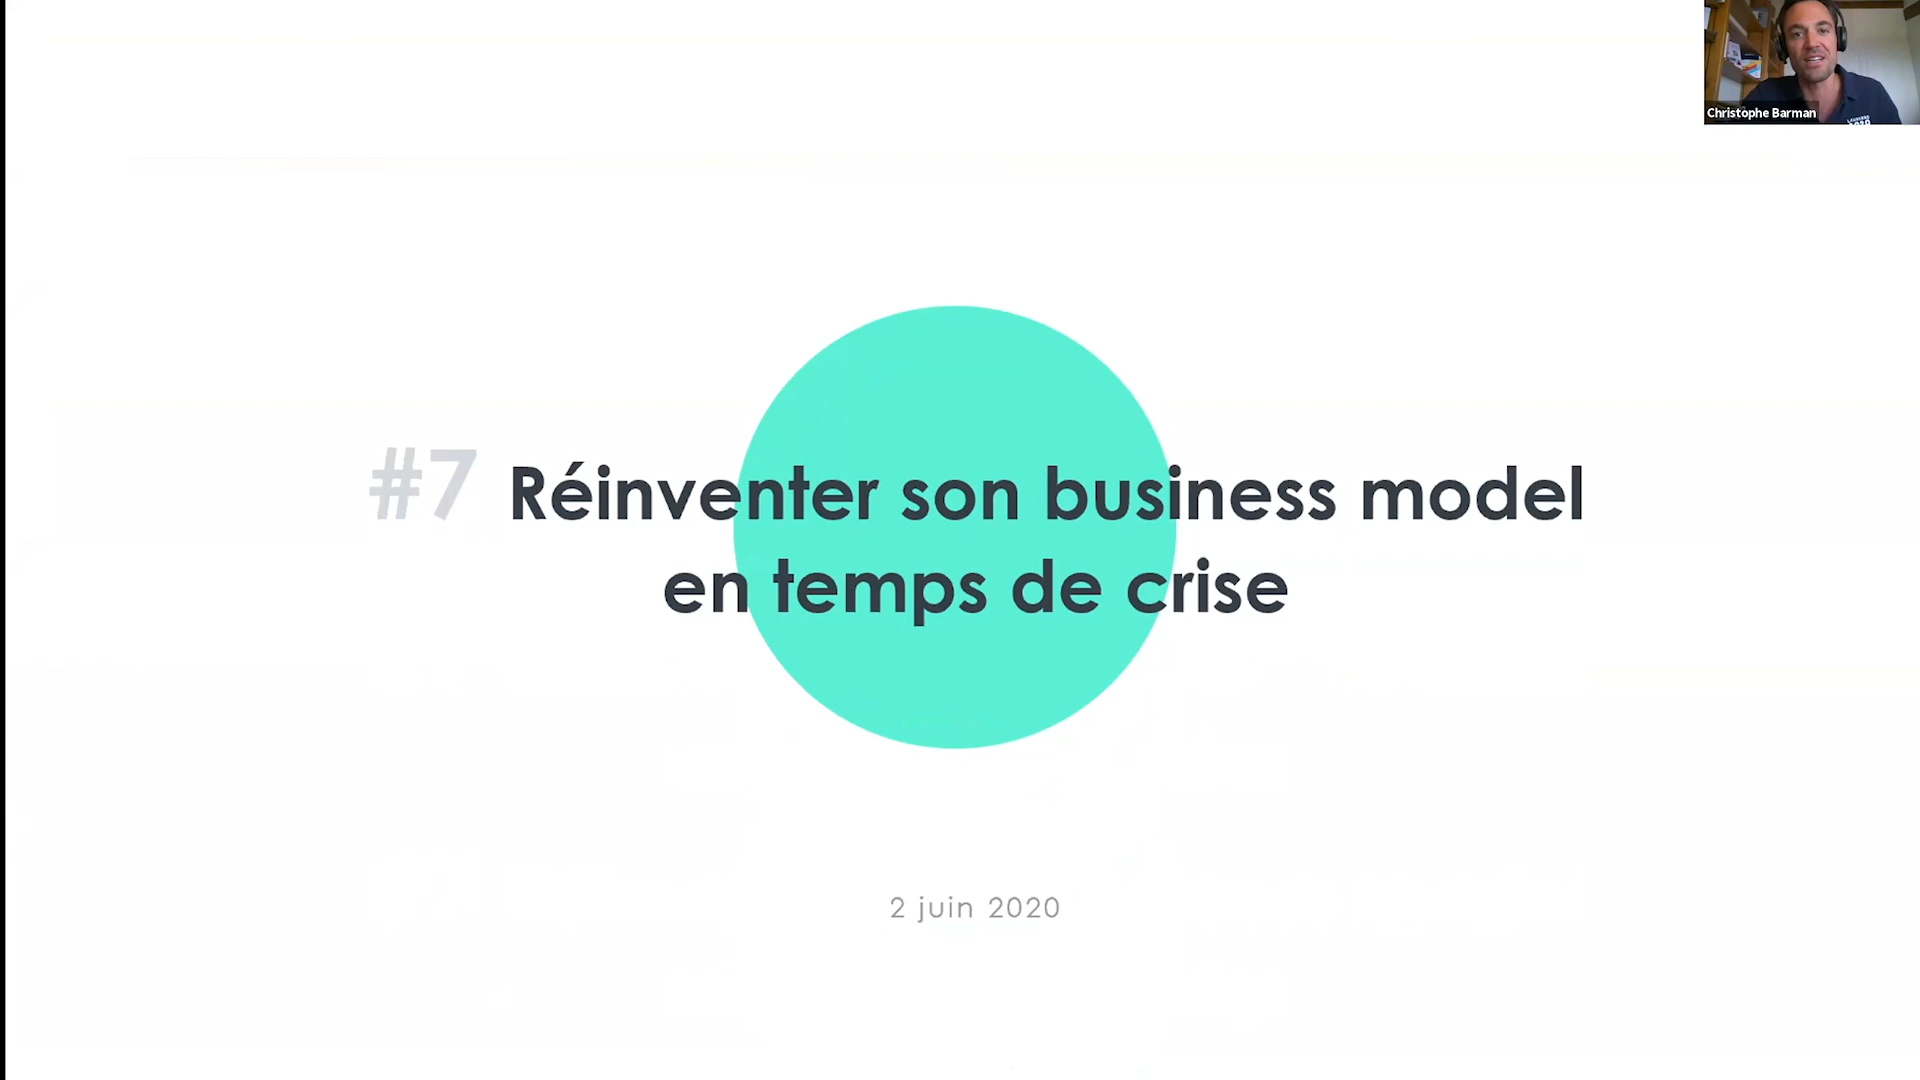 Christophe Barman
#7 Réinventer son business model
en temps de crise
2 juin 2020